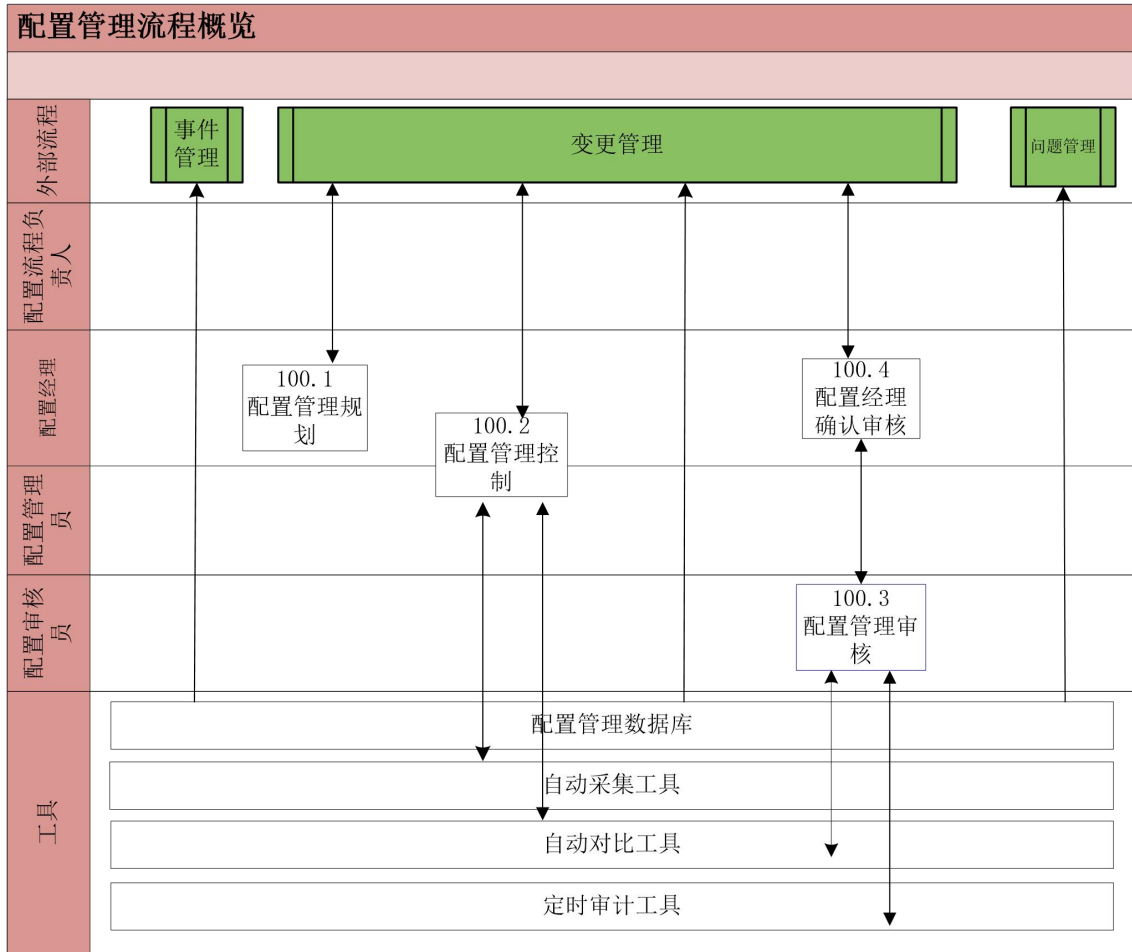 配置管理流程概览
外部流程
事件
管理
变更管理
问题管理
配置流程负
责人
配置经理
100.1
配置管理规
划
100.2
配置管理控
制
100.4
配置经理
确认审核
配置管理
员
配置审核
员
100.3
配置管理审
核
工具
配置管理数据库
自动采集工具
自动对比工具
定时审计工具